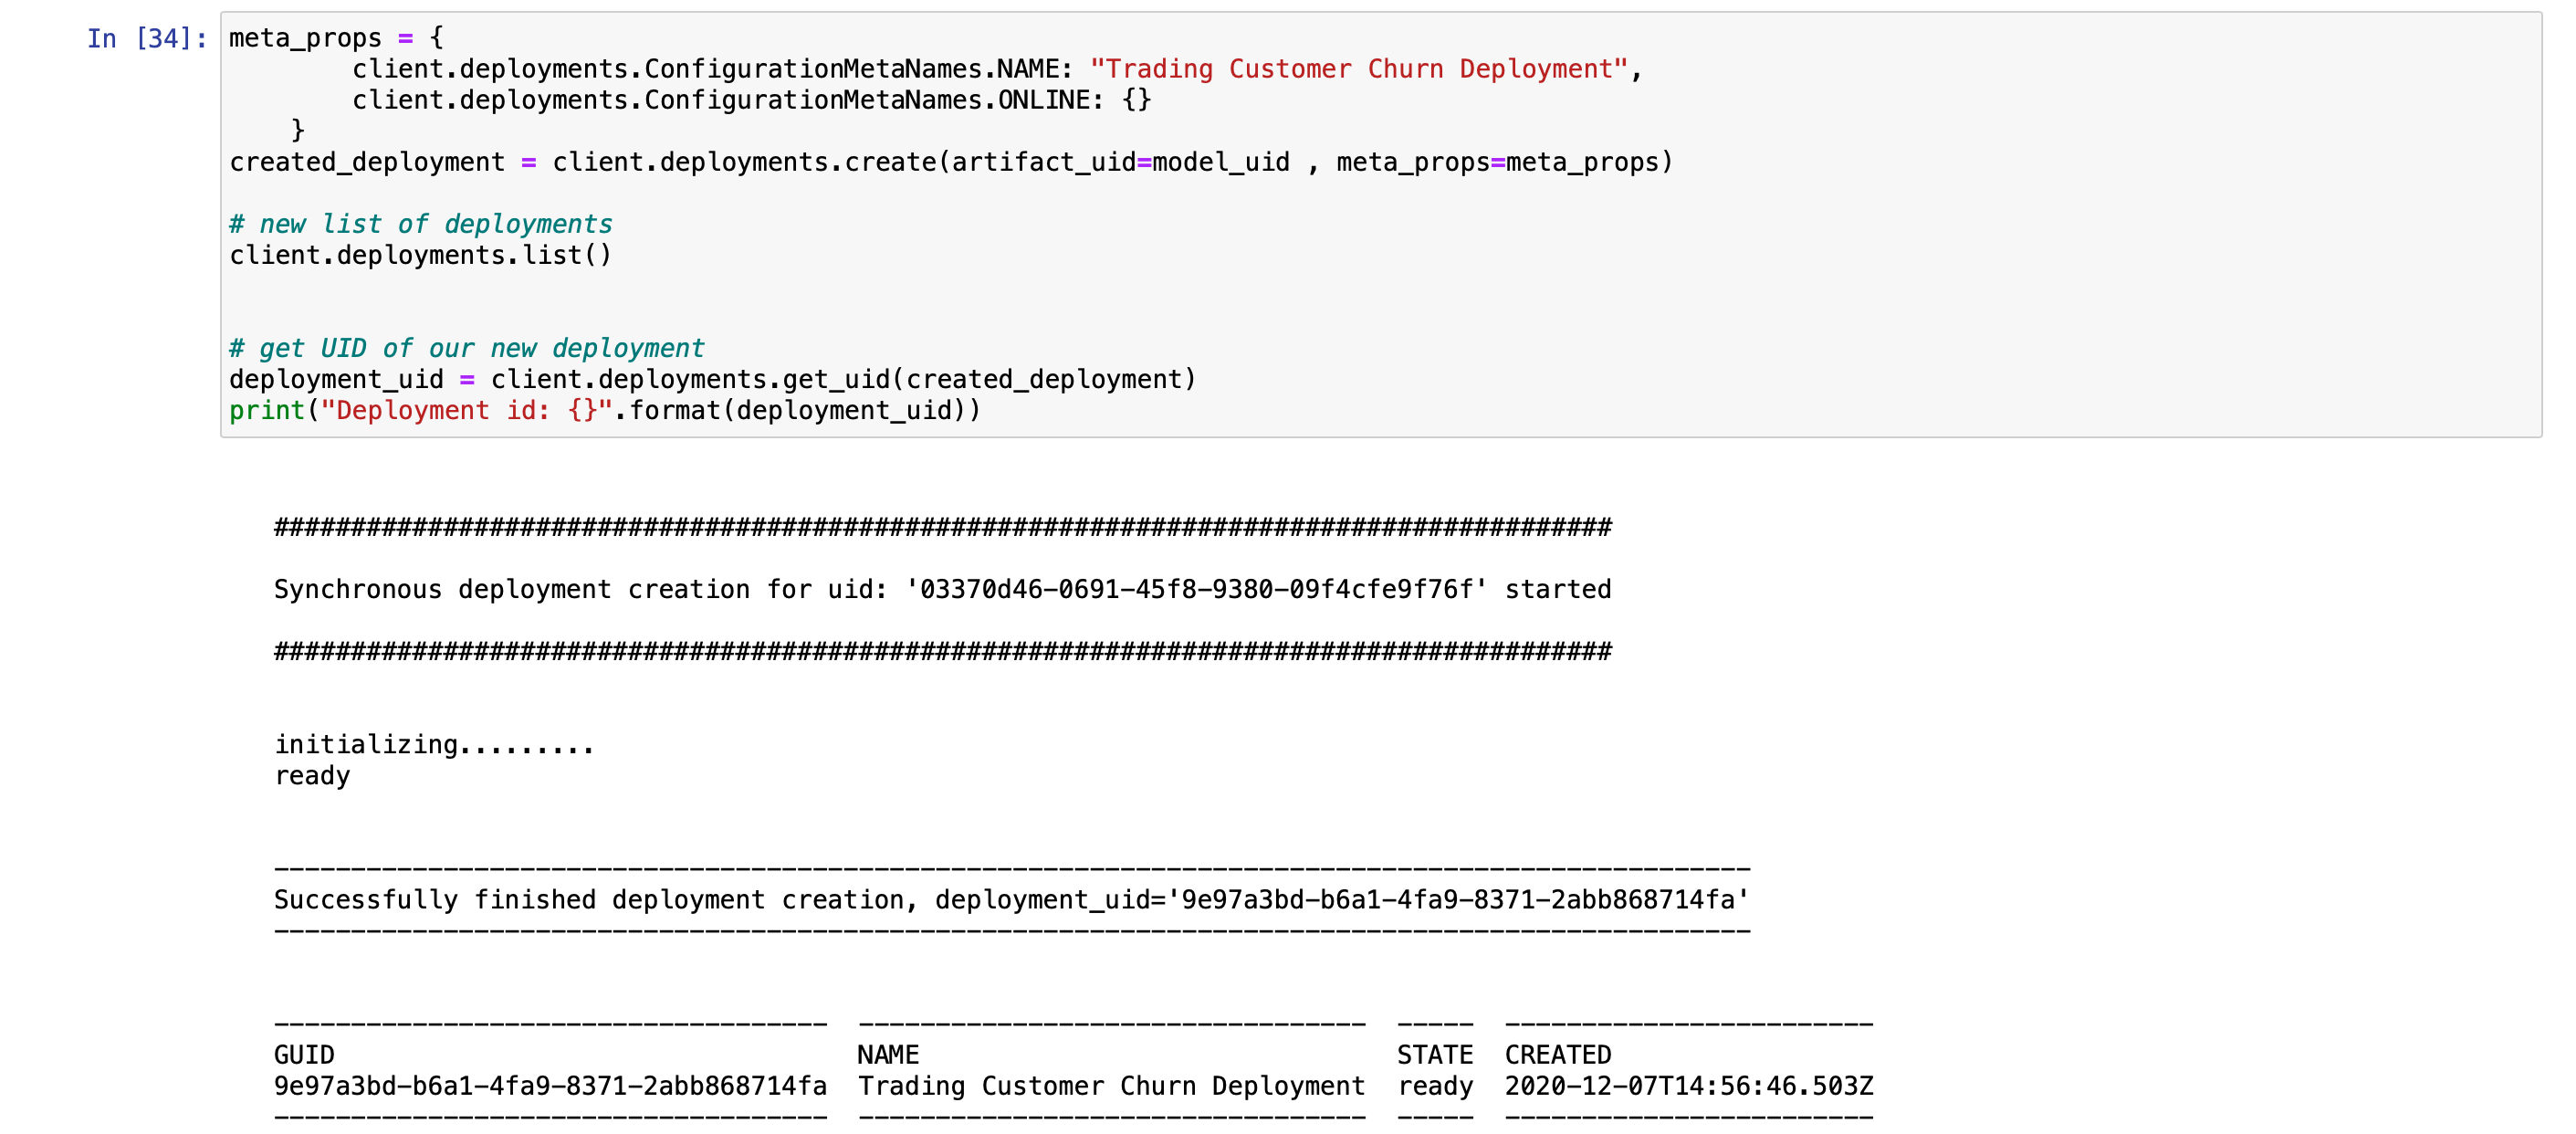 In [34]:
meta_props = {
        client.deployments.ConfigurationMetaNames.NAME: "Trading Customer Churn Deployment",
        client.deployments.ConfigurationMetaNames.ONLINE: {}
    }
created_deployment = client.deployments.create(artifact_uid=model_uid , meta_props=meta_props)
# new list of deployments
client.deployments.list()
# get UID of our new deployment
deployment_uid = client.deployments.get_uid(created_deployment)
print("Deployment id: {}".format(deployment_uid))
#######################################################################################
Synchronous deployment creation for uid: '03370d46-0691-45f8-9380-09f4cfe9f76f' started
#######################################################################################
initializing.........
ready
------------------------------------------------------------------------------------------------
Successfully finished deployment creation, deployment_uid='9e97a3bd-b6a1-4fa9-8371-2abb868714fa'
------------------------------------------------------------------------------------------------
------------------------------------  ---------------------------------  -----  ------------------------
GUID                                  NAME                               STATE  CREATED
9e97a3bd-b6a1-4fa9-8371-2abb868714fa  Trading Customer Churn Deployment  ready  2020-12-07T14:56:46.503Z
------------------------------------  ---------------------------------  -----  ------------------------